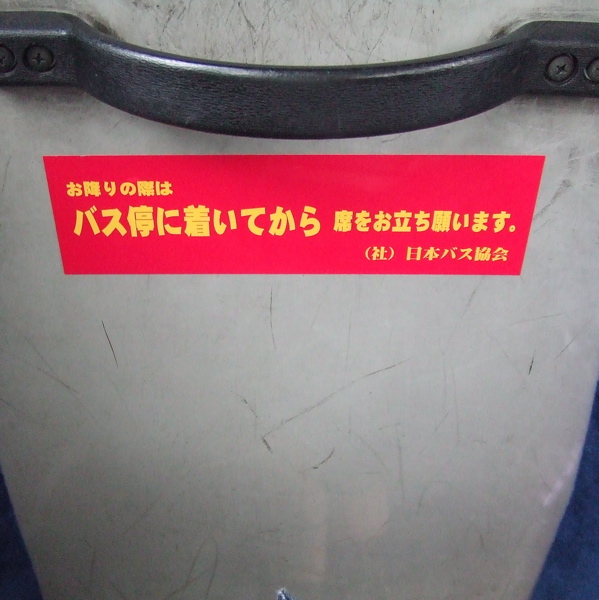 お降りの際は
バス停に着いてから 席をお立ち願います。
（社）日本バス協会